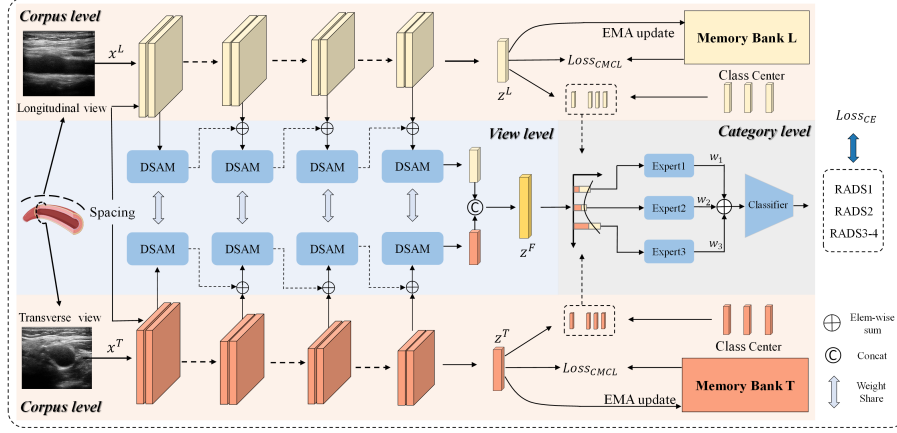 Corpus level
x^L
Longitudinal view
EMA update
Memory Bank L
Loss_CMCL
z^L
Class Center
View level
Category level
Loss_CE
DSAM
DSAM
DSAM
DSAM
Spacing
C
z^F
Expert1
Expert2
Expert3
w_1
w_2
w_3
Classifier
RADS1
RADS2
RADS3-4
DSAM
DSAM
DSAM
DSAM
Transverse view
x^T
z^T
Class Center
Loss_CMCL
Memory Bank T
EMA update
Corpus level
Elem-wise
sum
C
Concat
Weight
Share